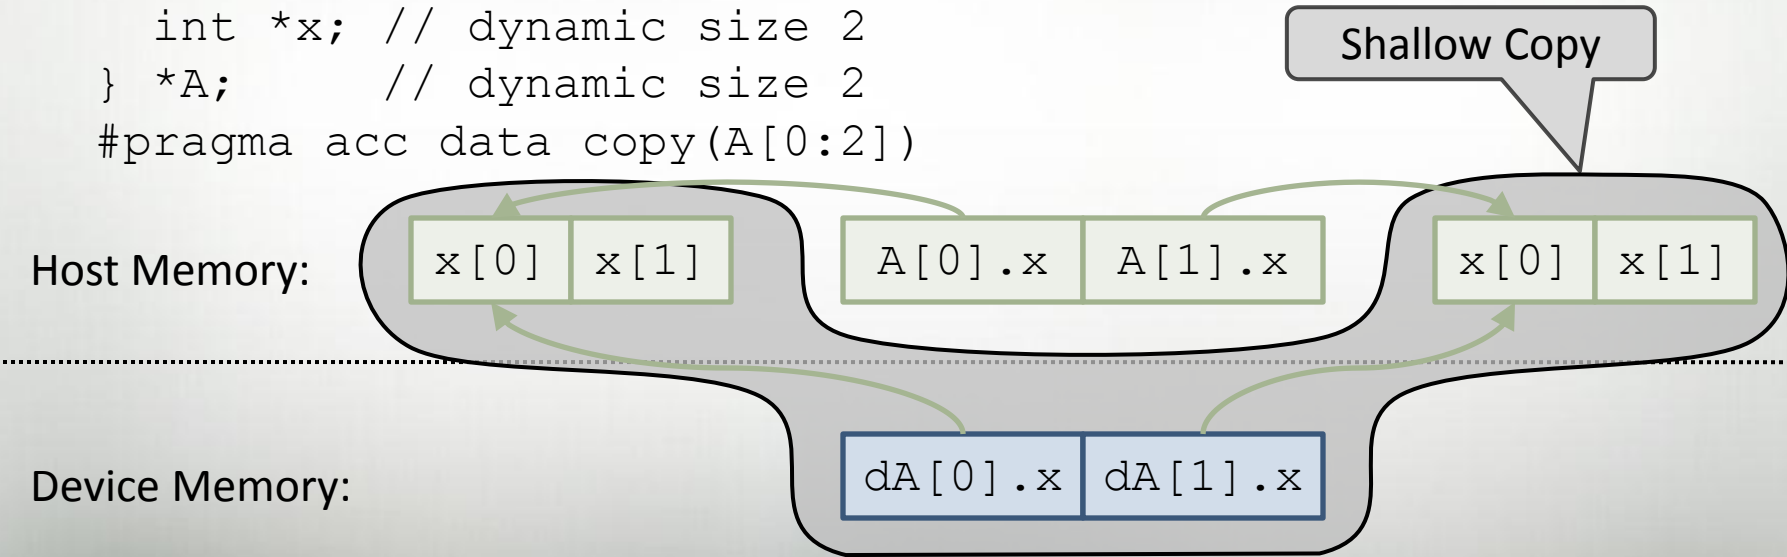 int *x; // dynamic size 2
} *A;     // dynamic size 2
#pragma acc data copy(A[0:2])
Shallow Copy
Host Memory:
x[0] x[1] A[0].x A[1].x x[0] x[1]
Device Memory:
dA[0].x dA[1].x